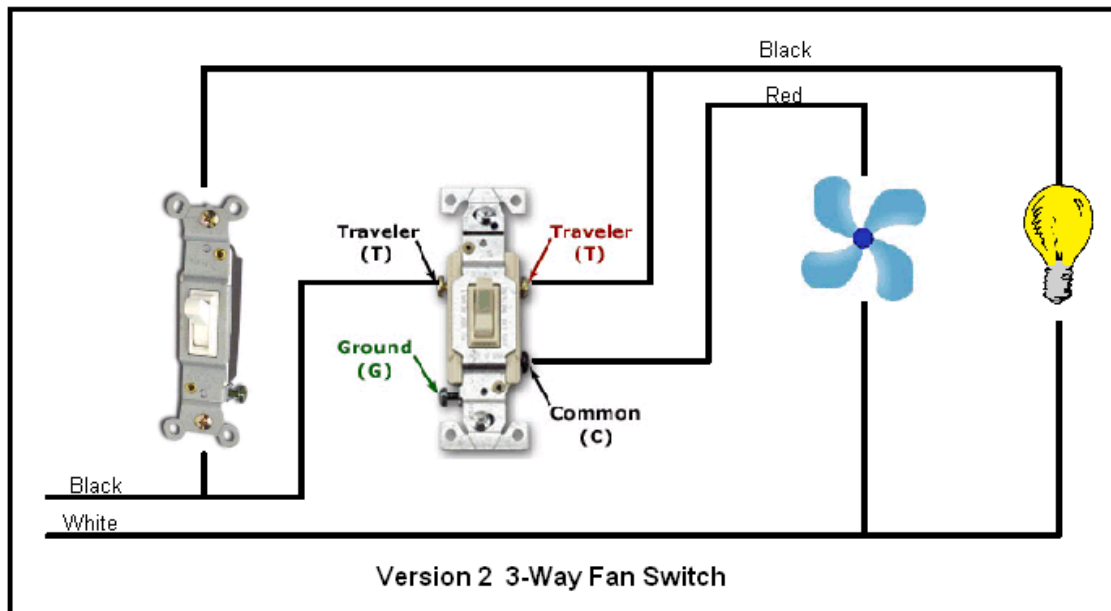 Black
Red
Traveler
(T)
Traveler
(T)
Ground
(G)
Common
(C)
Black
White
Version 2 3-Way Fan Switch